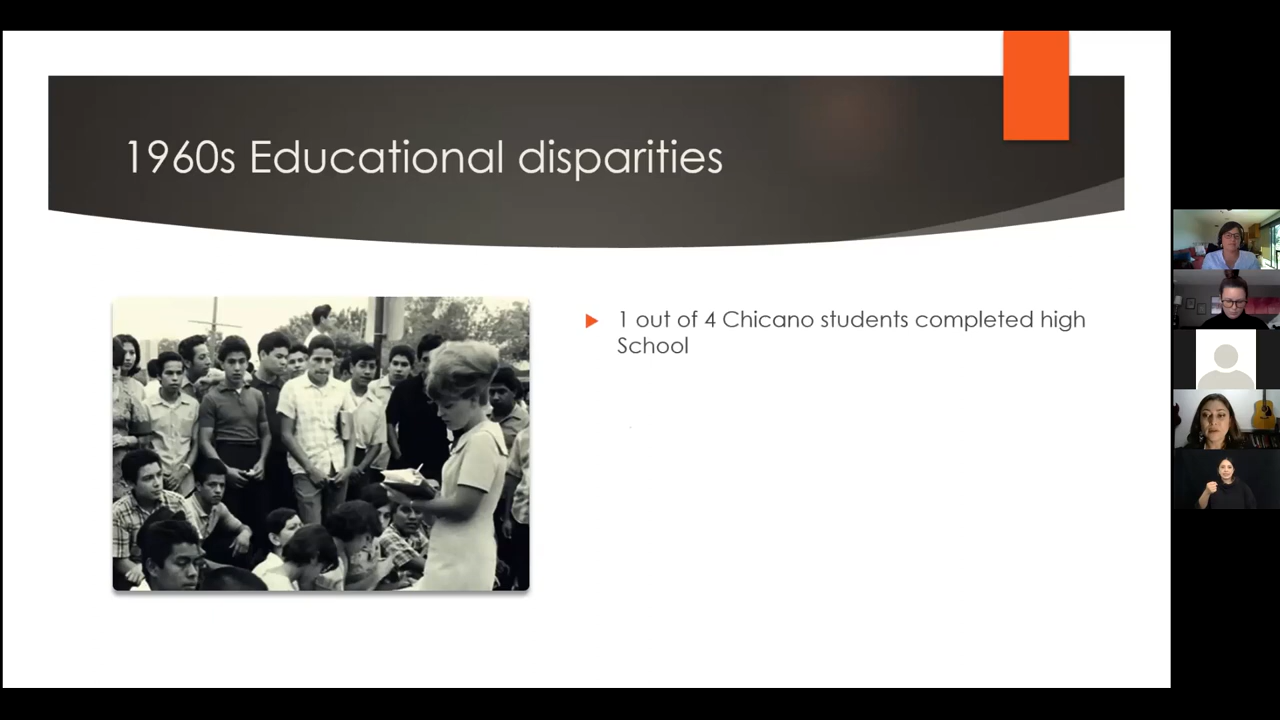 1960s Educational disparities
1 out of 4 Chicano students completed high
School